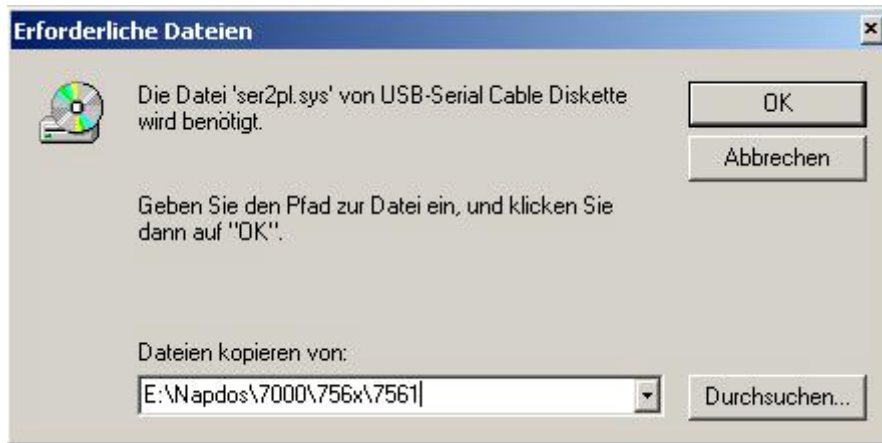 Erforderliche Dateien
Die Datei 'ser2pl.sys' von USB-Serial Cable Diskette
wird benötigt.
OK
Abbrechen
Geben Sie den Pfad zur Datei ein, und klicken Sie
dann auf "OK".
Dateien kopieren von:
E:\Napdos\7000\756x\7561
Durchsuchen...